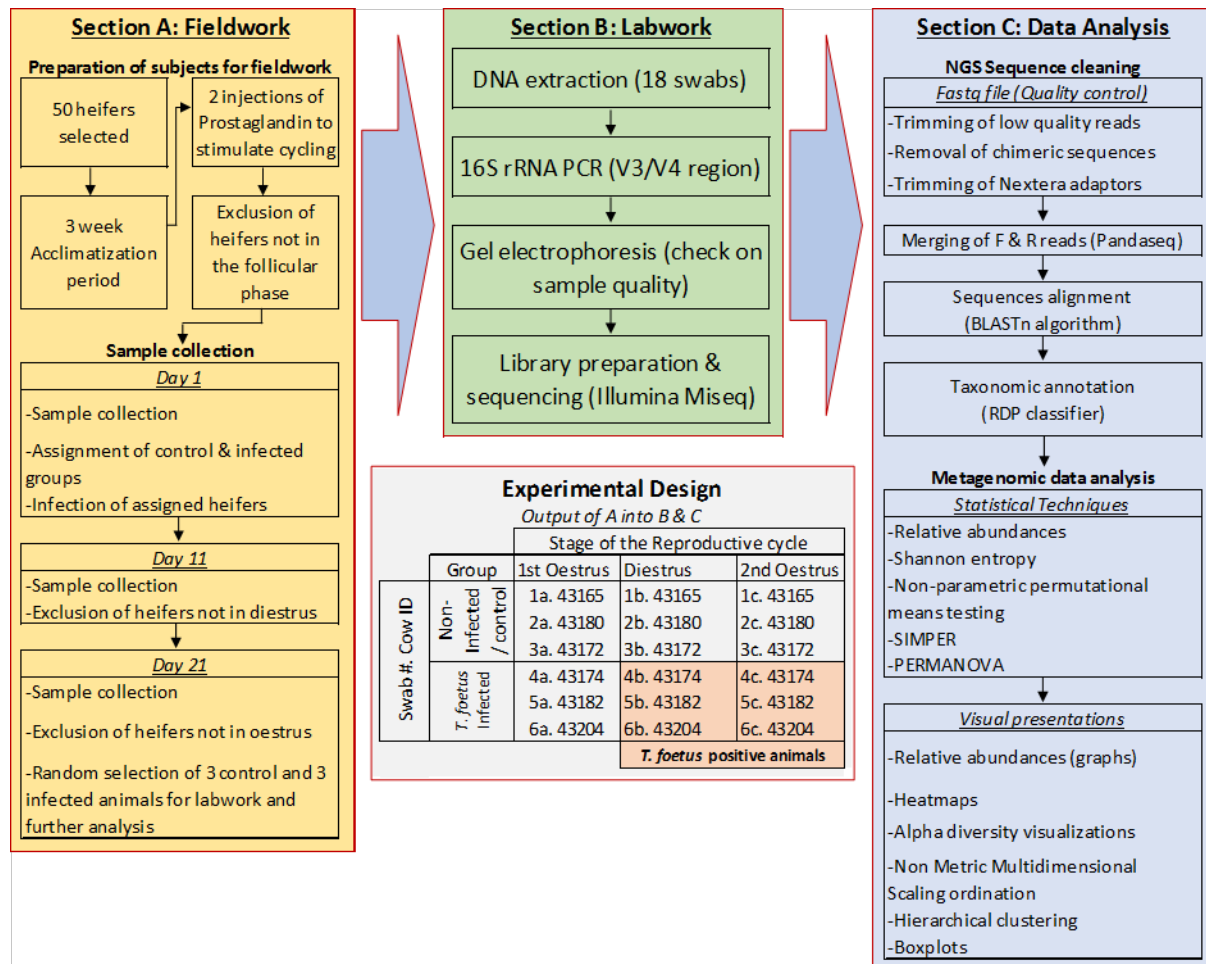 Section A: Fieldwork
Preparation of subjects for fieldwork
50 heifers
selected
3 week
Acclimatization
period
2 injections of
Prostaglandin to
stimulate cycling
Exclusion of
heifers not in
the follicular
phase
Sample collection
Day 1
-Sample collection
-Assignment of control & infected
groups
-Infection of assigned heifers
Day 11
-Sample collection
-Exclusion of heifers not in diestrus
Day 21
-Sample collection
-Exclusion of heifers not in oestrus
-Random selection of 3 control and 3
infected animals for labwork and
further analysis
Section B: Labwork
DNA extraction (18 swabs)
16S rRNA PCR (V3/V4 region)
Gel electrophoresis (check on
sample quality)
Library preparation &
sequencing (Illumina Miseq)
Experimental Design
Output of A into B & C
Stage of the Reproductive cycle
Group 1st Oestrus Diestrus 2nd Oestrus
Swab #. Cow ID
Non-
Infected
/ control
1a. 43165 1b. 43165 1c. 43165
2a. 43180 2b. 43180 2c. 43180
3a. 43172 3b. 43172 3c. 43172
T. foetus
Infected
4a. 43174 4b. 43174 4c. 43174
5a. 43182 5b. 43182 5c. 43182
6a. 43204 6b. 43204 6c. 43204
T. foetus positive animals
Section C: Data Analysis
NGS Sequence cleaning
Fastq file (Quality control)
-Trimming of low quality reads
-Removal of chimeric sequences
-Trimming of Nextera adaptors
Merging of F & R reads (Pandaseq)
Sequences alignment
(BLASTn algorithm)
Taxonomic annotation
(RDP classifier)
Metagenomic data analysis
Statistical Techniques
-Relative abundances
-Shannon entropy
-Non-parametric permutational
means testing
-SIMPER
-PERMANOVA
Visual presentations
-Relative abundances (graphs)
-Heatmaps
-Alpha diversity visualizations
-Non Metric Multidimensional
Scaling ordination
-Hierarchical clustering
-Boxplots